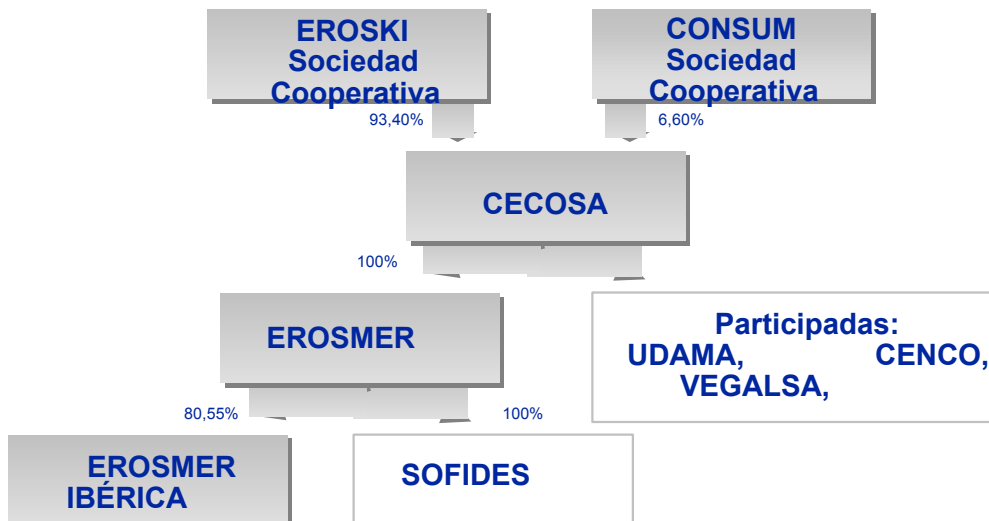 EROSKI
Sociedad
Cooperativa
CONSUM
Sociedad
Cooperativa
93,40%
6,60%
CECOSA
100%
EROSMER
Participadas:
UDAMA, CENCO,
VEGALSA,
80,55%
100%
EROSMER
IBÉRICA
SOFIDES